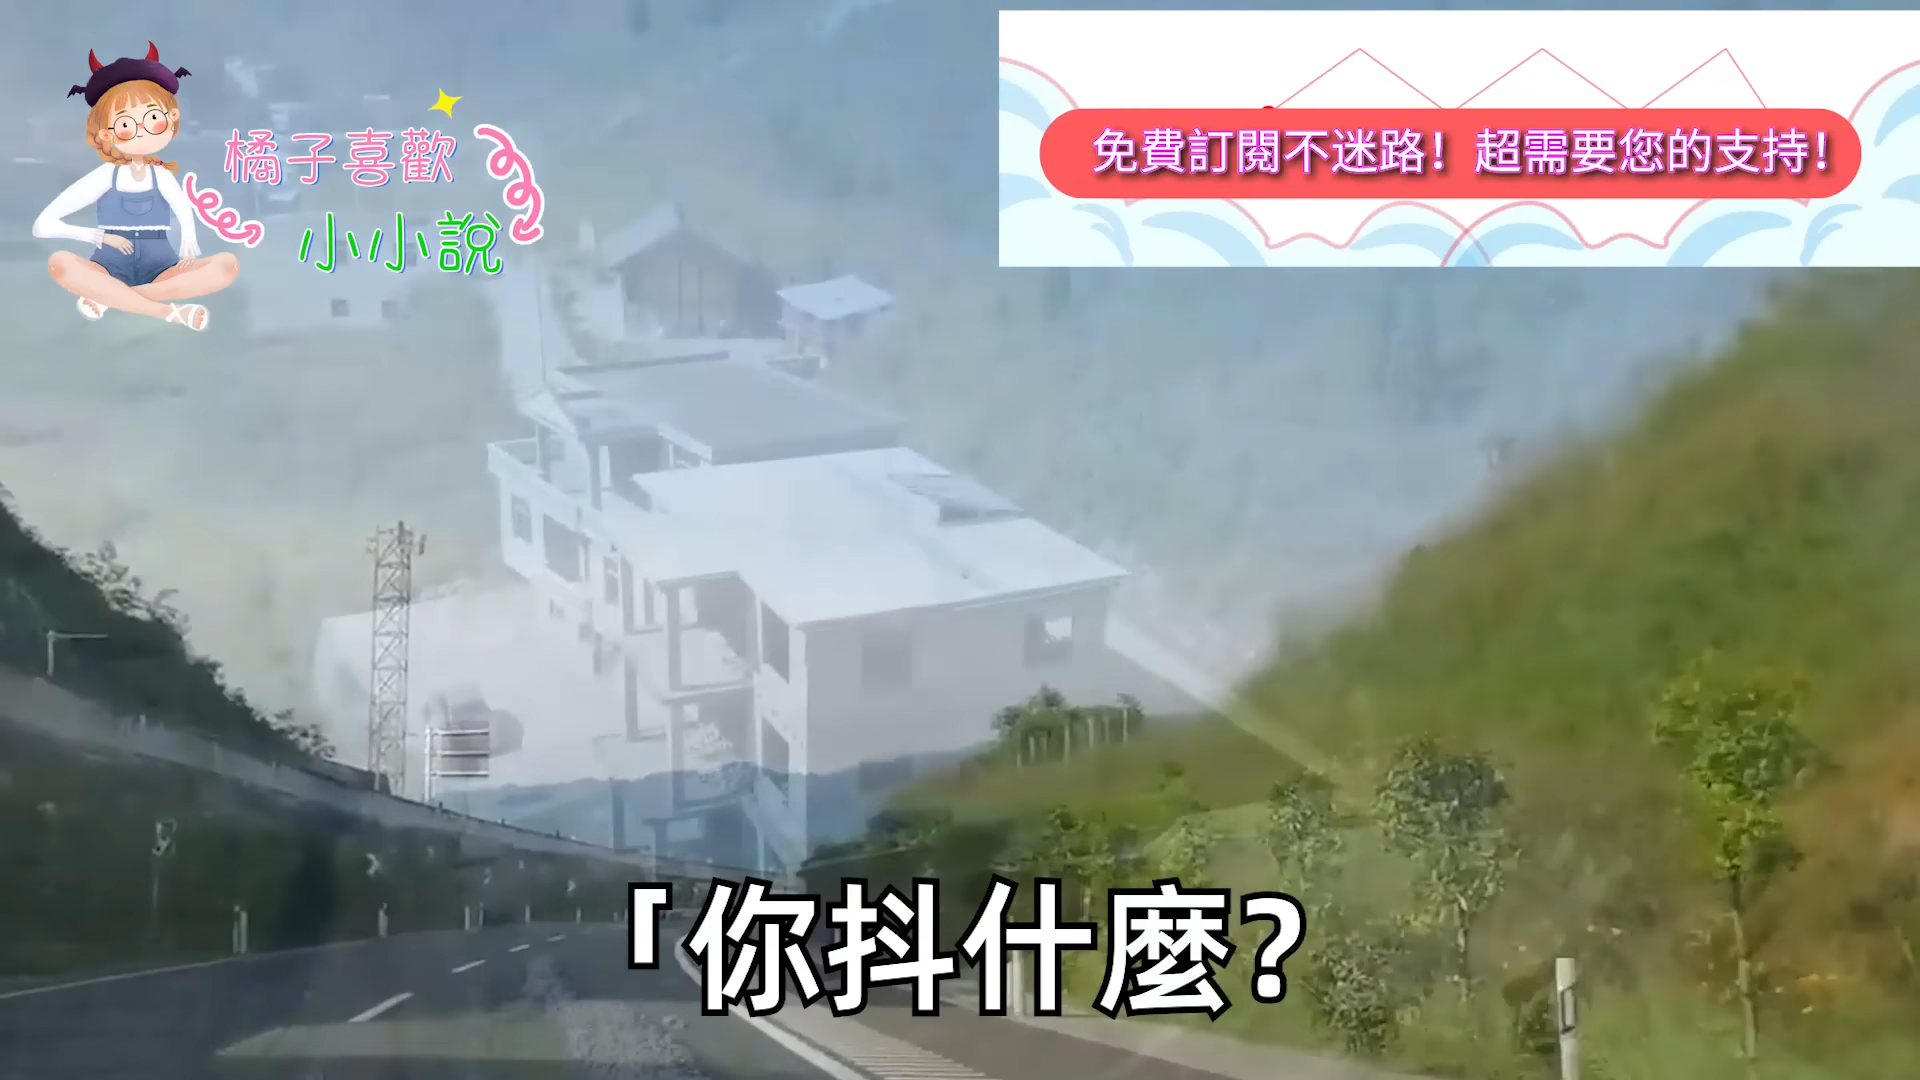 橘子喜歡
小小說
免費訂閱不迷路！超需要您的支持！
「你抖什麼？